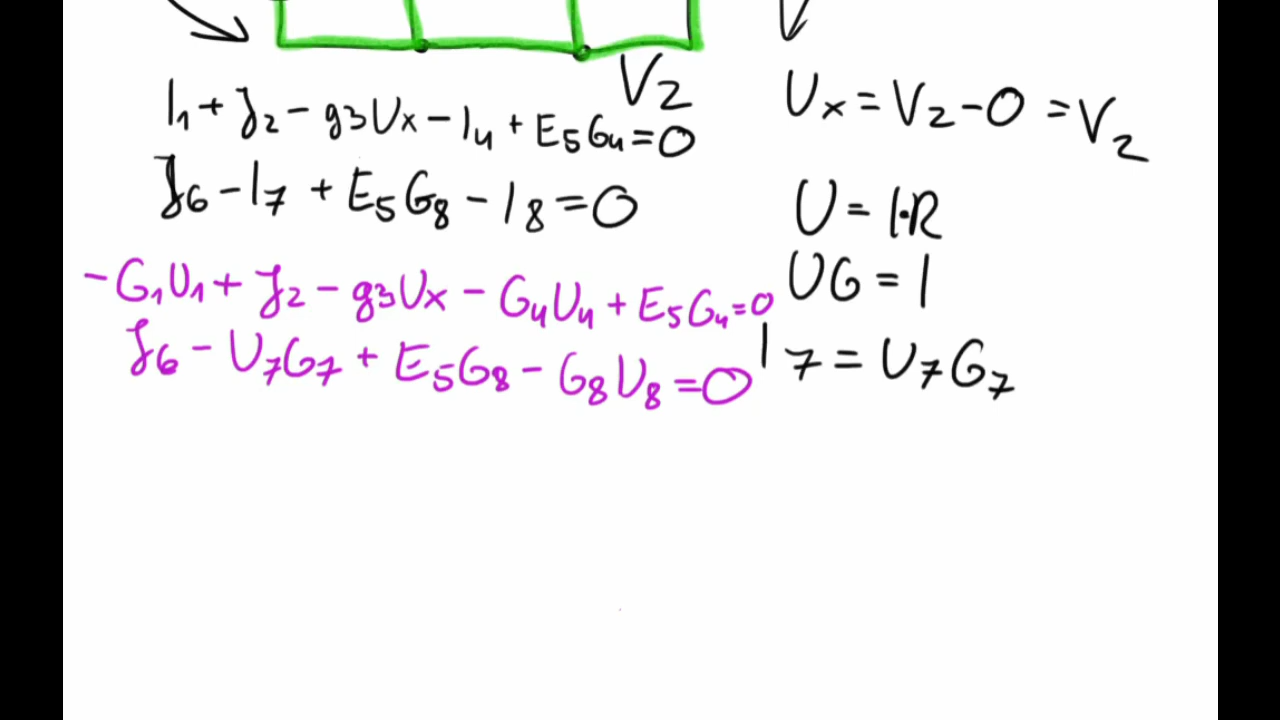 V₂
I₁ + J₂ - g₃Uₓ - I₄ + E₅G₄ = 0
Uₓ = V₂ - 0 = V₂
J₆ - I₇ + E₅G₈ - I₈ = 0
U = I·R
-G₁U₁ + J₂ - g₃Uₓ - G₄U₄ + E₅G₄ = 0
UG = I
J₆ - U₇G₇ + E₅G₈ - G₈U₈ = 0
I₇ = U₇G₇